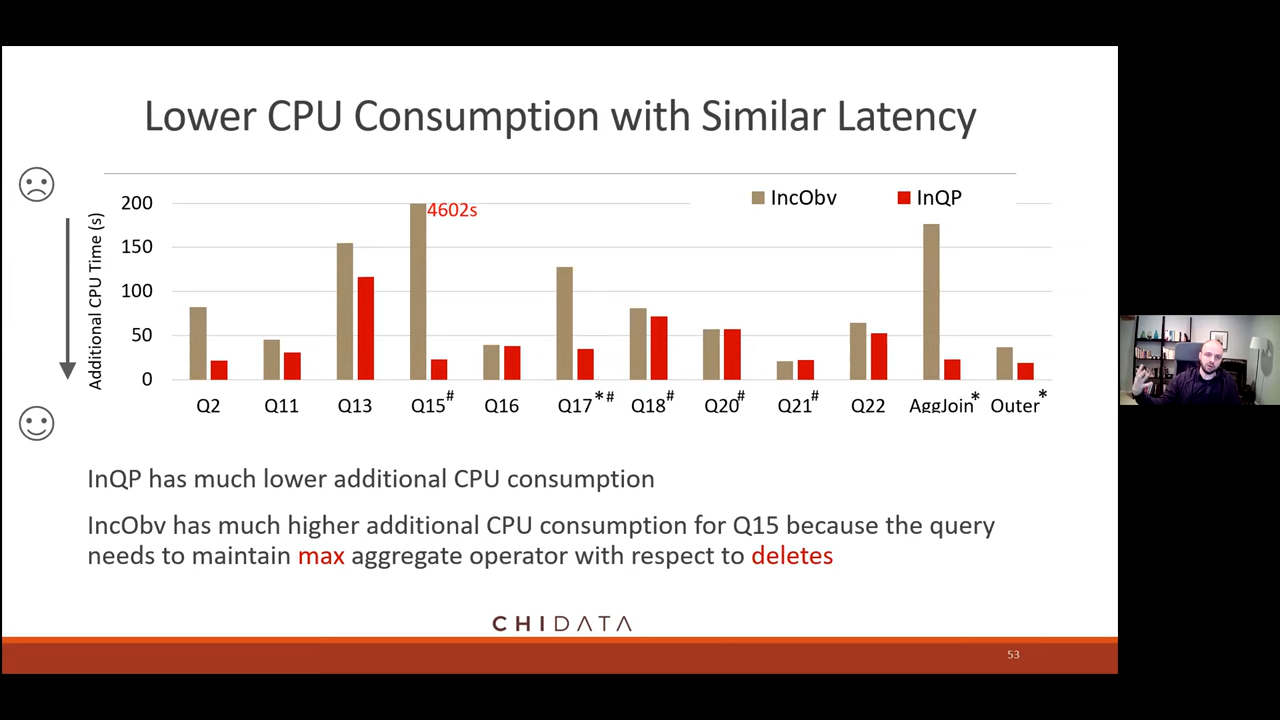 Lower CPU Consumption with Similar Latency
IncObv InQP
Additional CPU Time (s)
200
150
100
50
0
4602s
Q2 Q11 Q13 Q15# Q16 Q17*# Q18# Q20# Q21# Q22 AggJoin* Outer*
InQP has much lower additional CPU consumption
IncObv has much higher additional CPU consumption for Q15 because the query
needs to maintain max aggregate operator with respect to deletes
CHIDATA
53